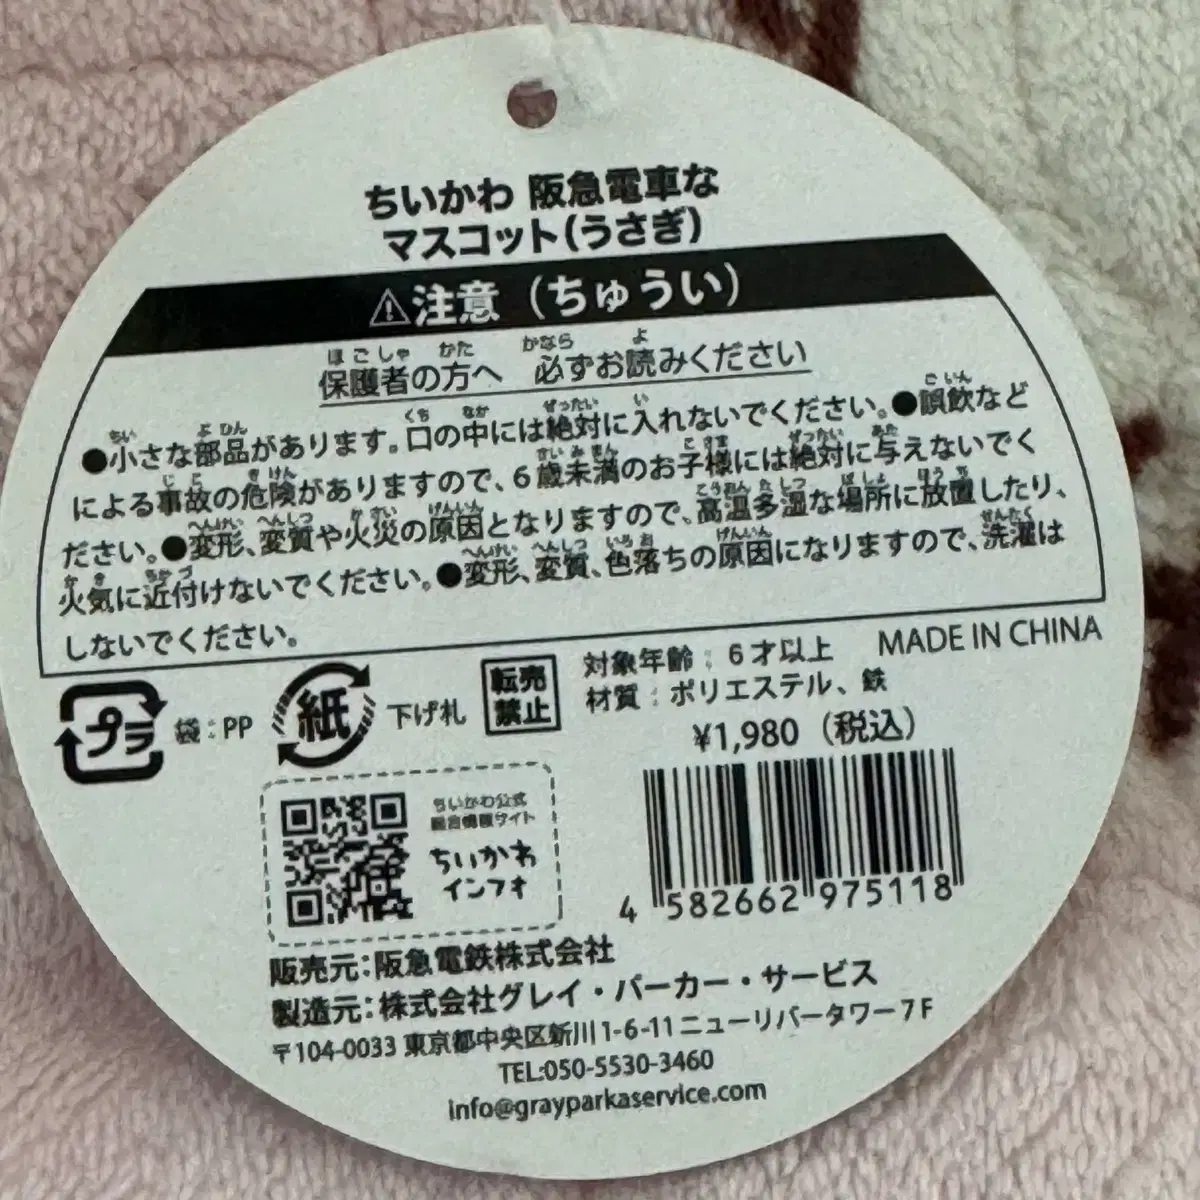 ちいかわ 阪急電車な
マスコット(うさぎ)
⚠注意（ちゅうい）
保護者の方へ 必ずお読みください
●小さな部品があります。口の中には絶対に入れないでください。●誤飲など
による事故の危険がありますので、6歳未満のお子様には絶対に与えないでく
ださい。●変形、変質や火災の原因となりますので、高温多湿な場所に放置したり、
火気に近付けないでください。●変形、変質、色落ちの原因になりますので、洗濯は
しないでください。
プラ 袋：PP 紙 下げ札 転売禁止
対象年齢：6才以上 MADE IN CHINA
材質：ポリエステル、鉄
¥1,980（税込）
ちいかわ公式
総合情報サイト
ちいかわ
インフォ
4 582662 975118
販売元：阪急電鉄株式会社
製造元：株式会社グレイ・パーカー・サービス
〒104-0033 東京都中央区新川1-6-11ニューリバータワー7F
TEL:050-5530-3460
info@grayparkaservice.com